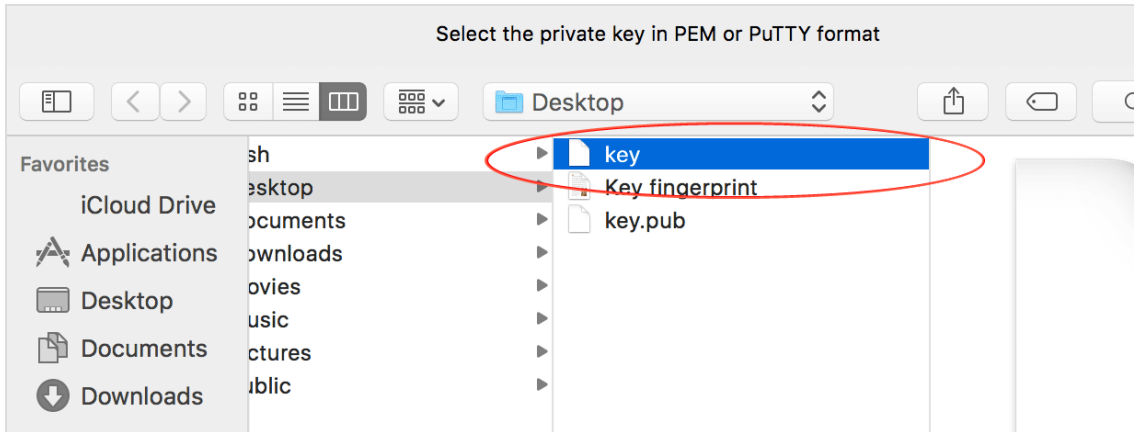 Select the private key in PEM or PuTTY format
Desktop
Favorites
iCloud Drive
Applications
Desktop
Documents
Downloads
sh
esktop
ocuments
ownloads
ovies
usic
ctures
ublic
key
Key fingerprint
key.pub